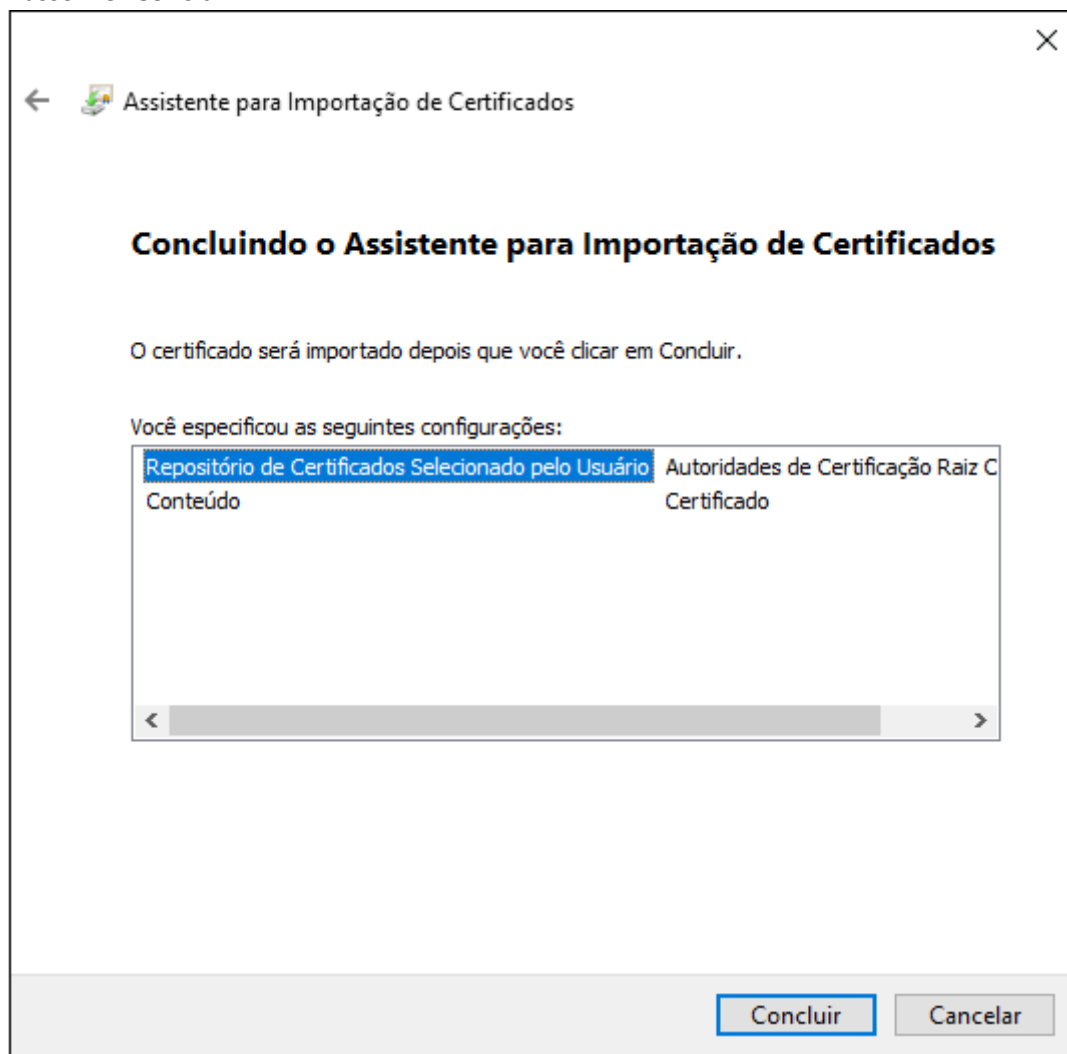 Assistente para Importação de Certificados
Concluindo o Assistente para Importação de Certificados
O certificado será importado depois que você clicar em Concluir.
Você especificou as seguintes configurações:
Repositório de Certificados Selecionado pelo Usuário Autoridades de Certificação Raiz C
Conteúdo Certificado
Concluir Cancelar